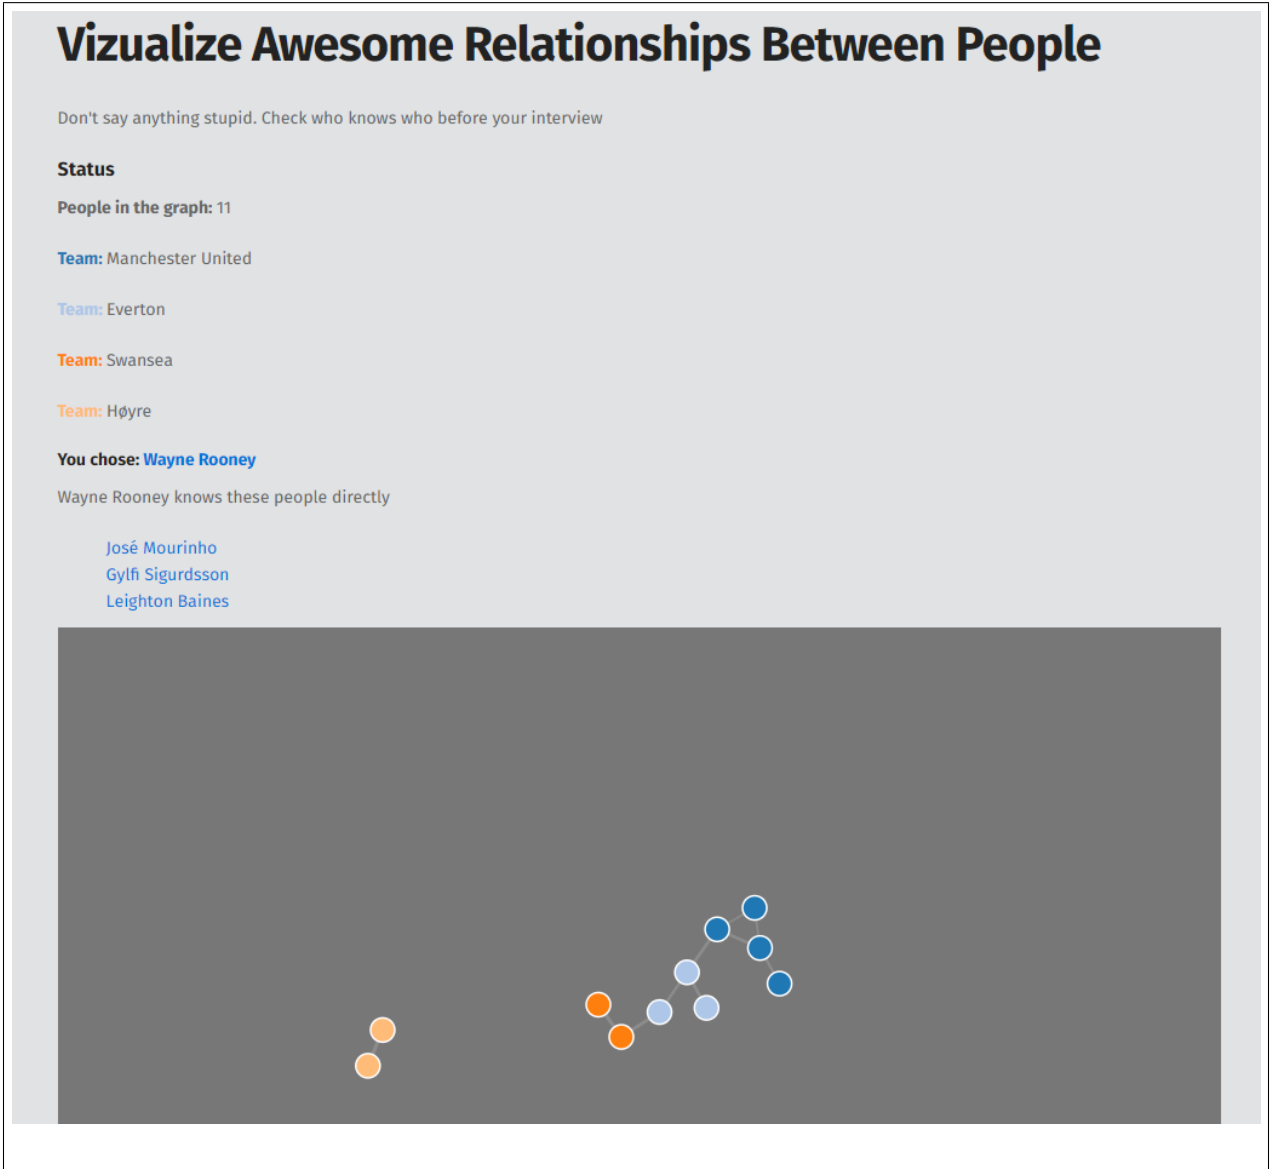 Vizualize Awesome Relationships Between People
Don't say anything stupid. Check who knows who before your interview
Status
People in the graph: 11
Team: Manchester United
Team: Everton
Team: Swansea
Team: Høyre
You chose: Wayne Rooney
Wayne Rooney knows these people directly
José Mourinho
Gylfi Sigurdsson
Leighton Baines